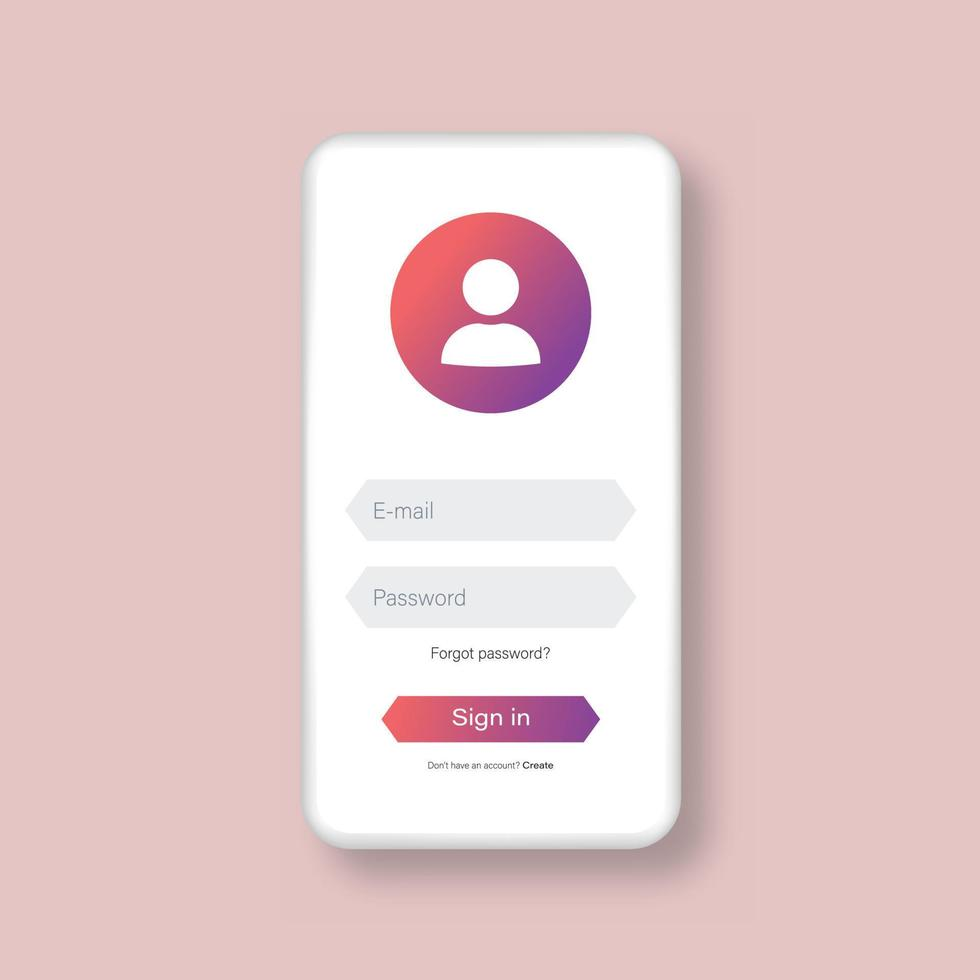 E-mail
Password
Forgot password?
Sign in
Don't have an account? Create